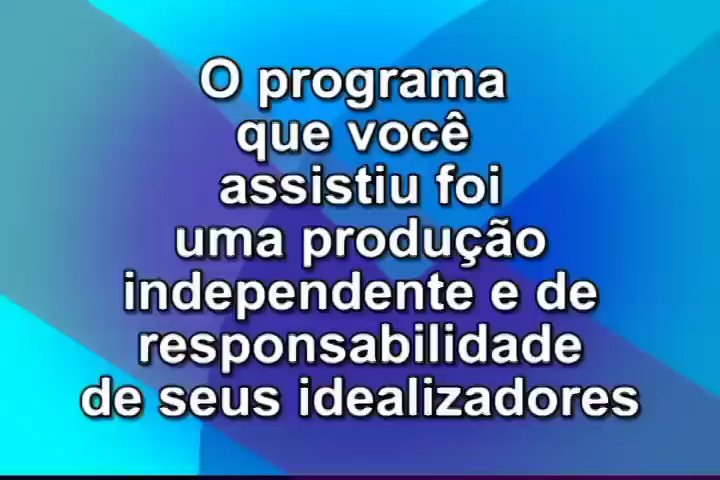 O programa
que você
assistiu foi
uma produção
independente e de
responsabilidade
de seus idealizadores